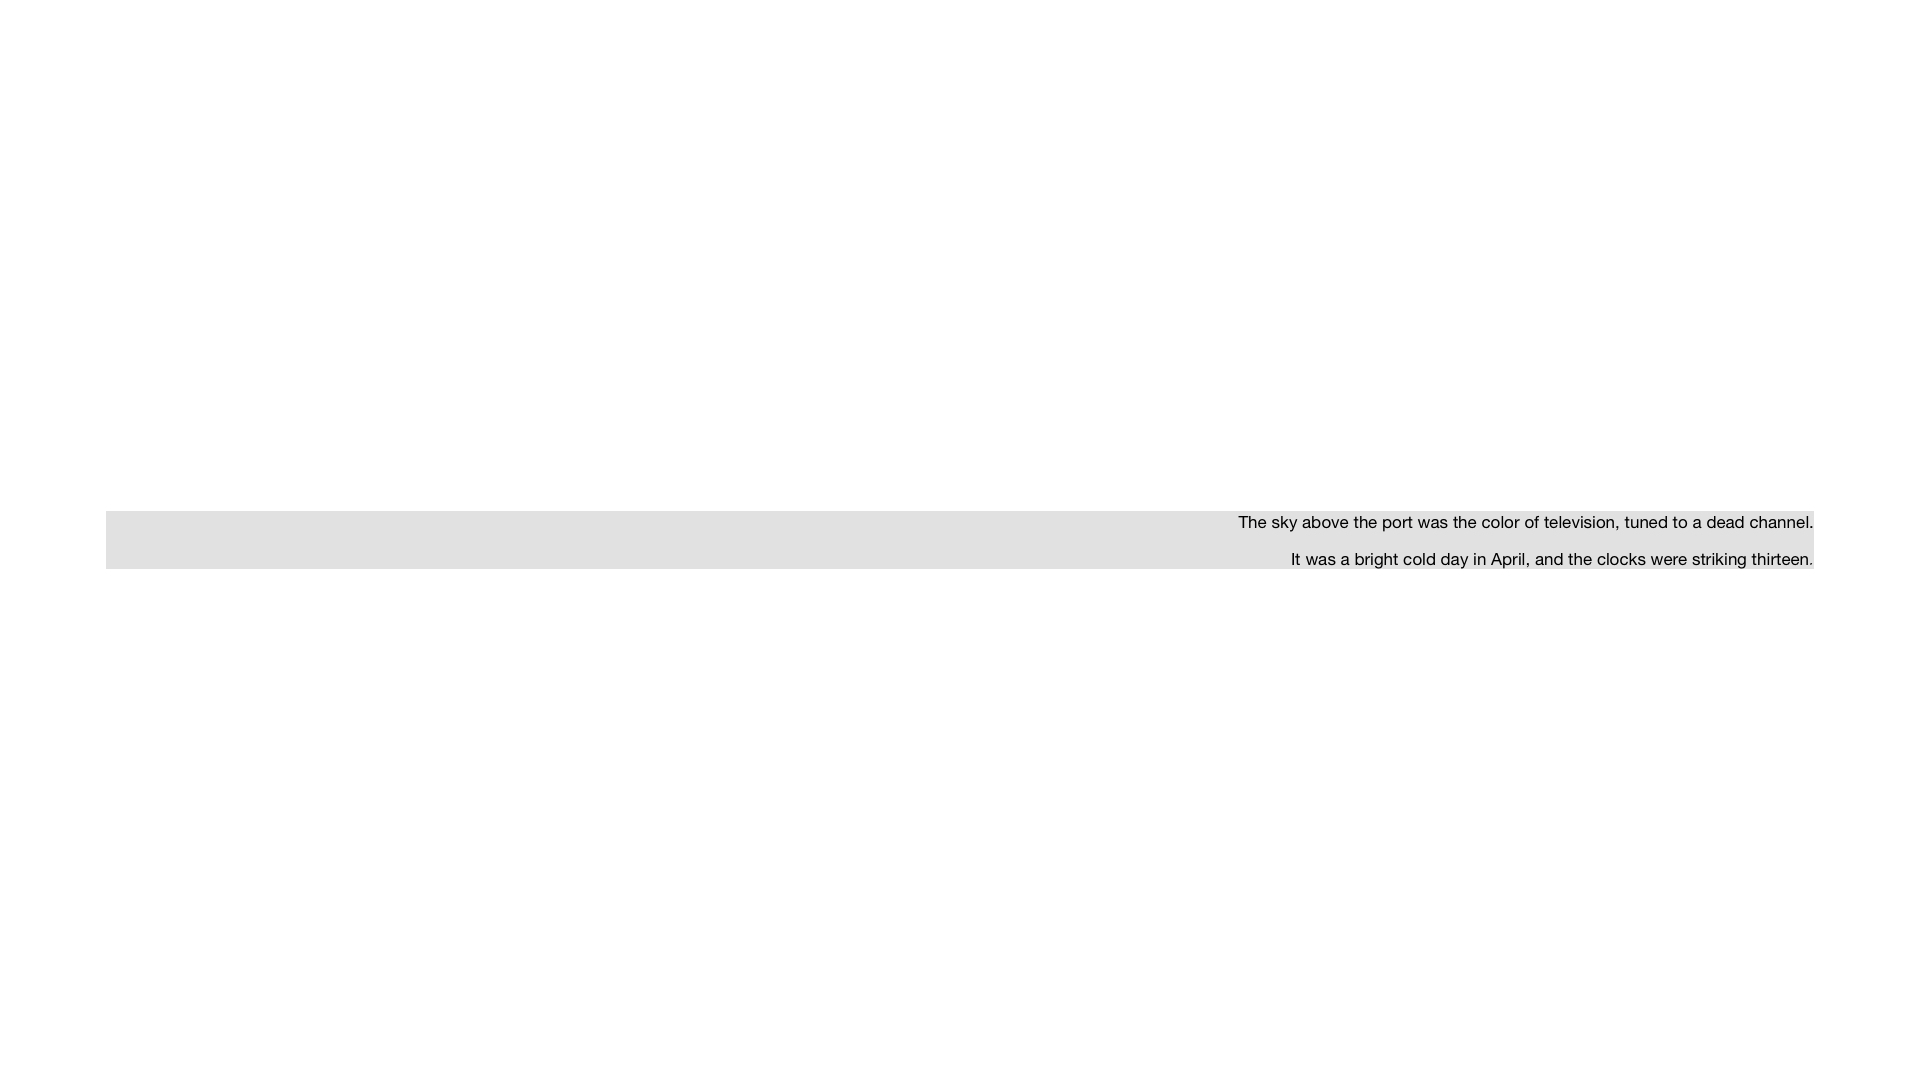 The sky above the port was the color of television, tuned to a dead channel.
It was a bright cold day in April, and the clocks were striking thirteen.